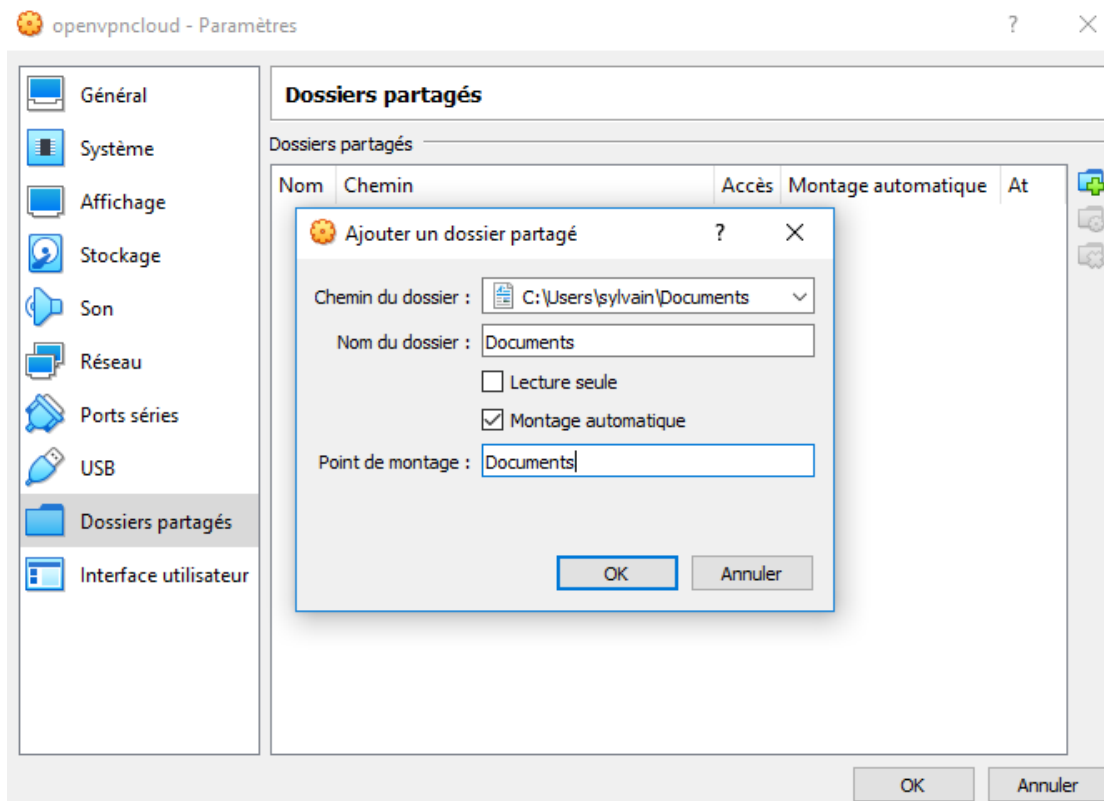 openvpncloud - Paramètres
?
Général
Système
Affichage
Stockage
Son
Réseau
Ports séries
USB
Dossiers partagés
Interface utilisateur
Dossiers partagés
Dossiers partagés
Nom Chemin Accès Montage automatique At
Ajouter un dossier partagé ?
Chemin du dossier : C:\Users\sylvain\Documents
Nom du dossier : Documents
Lecture seule
Montage automatique
Point de montage : Documents
OK Annuler
OK Annuler